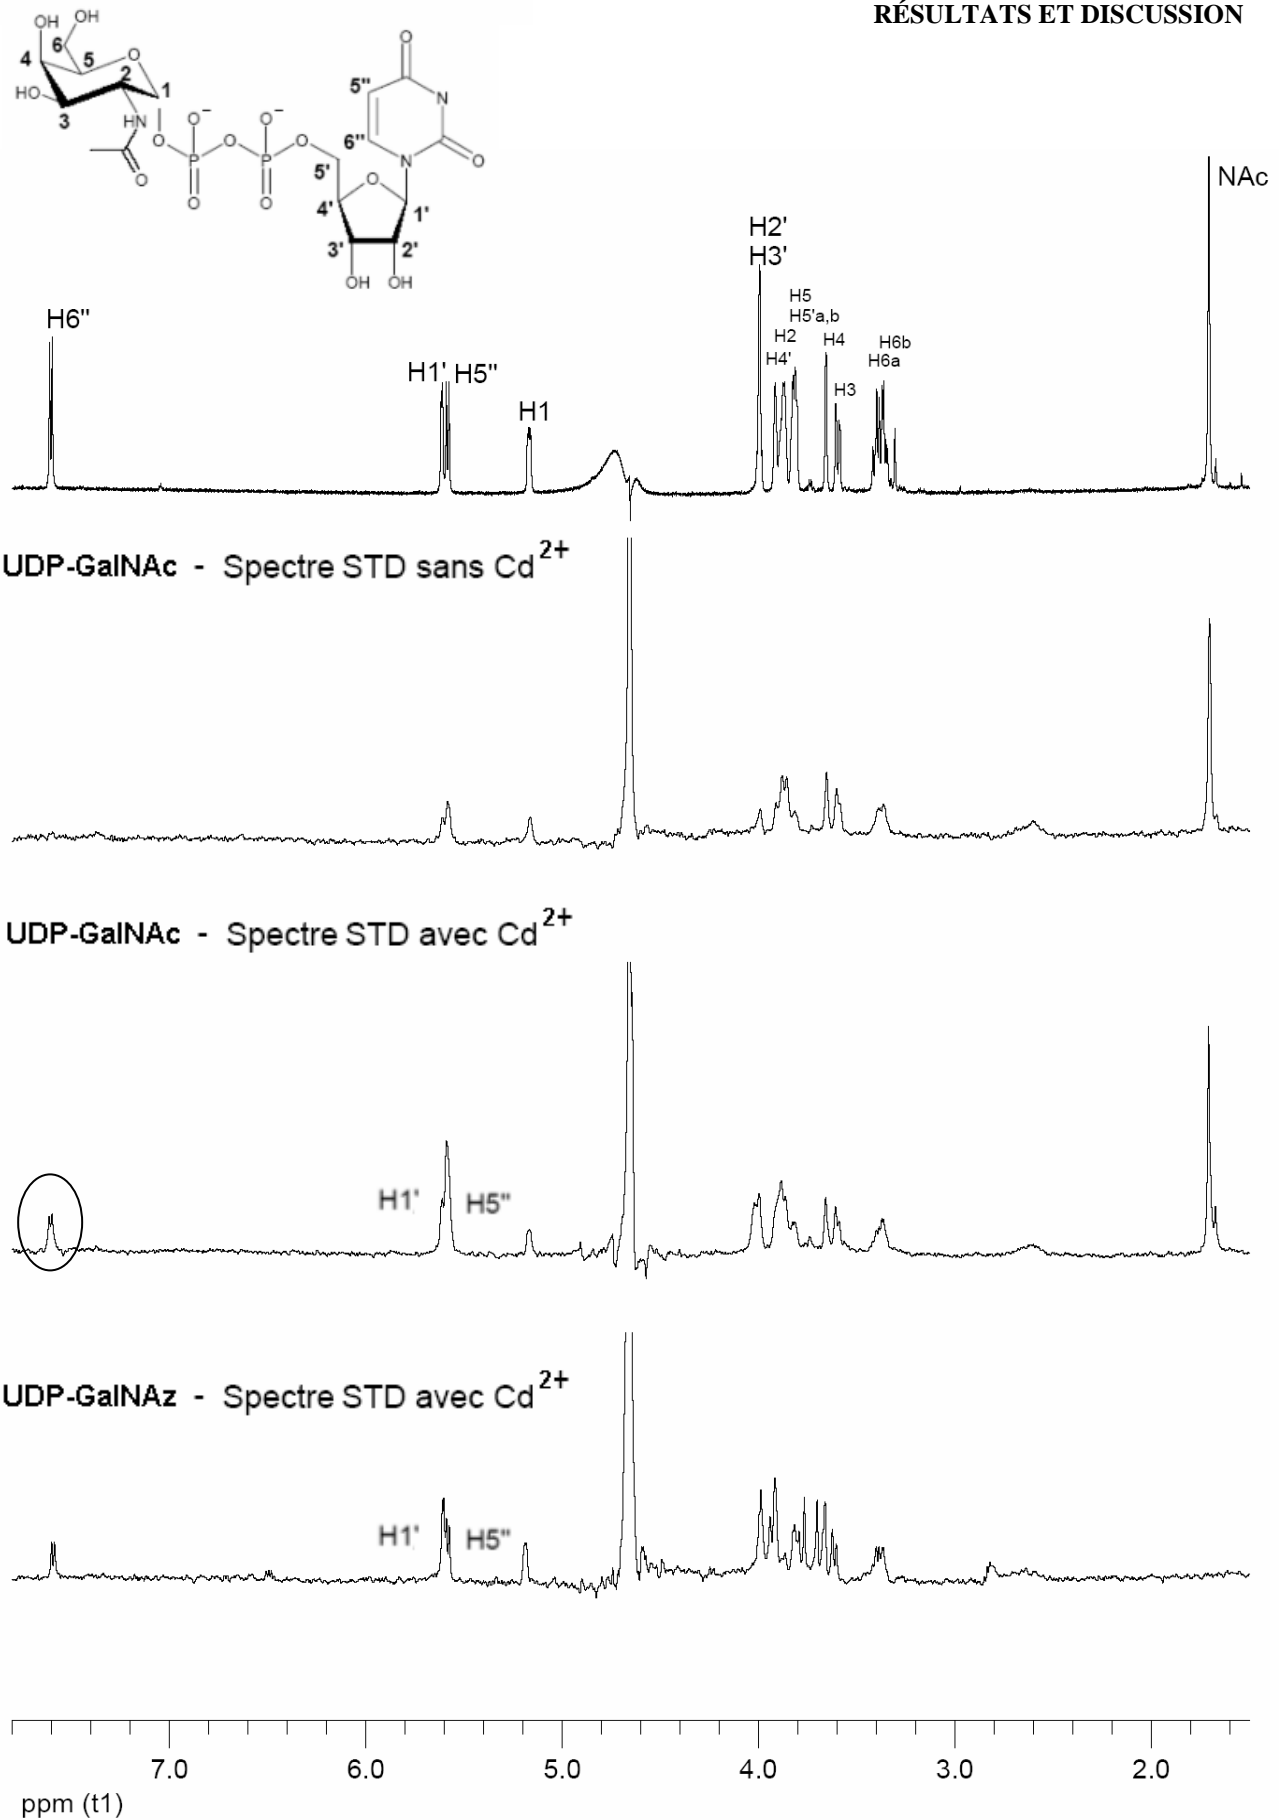 RÉSULTATS ET DISCUSSION
OH
OH
6
4
5
O
2
1
HO
3
HN
O
O
O⁻
P
O
O
O⁻
P
O
O
5'
O
5''
N
6''
N
O
O
4'
1'
3'
2'
OH
OH
NAc
H2'
H3'
H5
H5'a,b
H2
H4'
H4
H3
H6b
H6a
H6''
H1'
H5''
H1
UDP-GalNAc - Spectre STD sans Cd²⁺
UDP-GalNAc - Spectre STD avec Cd²⁺
H1'
H5''
UDP-GalNAz - Spectre STD avec Cd²⁺
H1'
H5''
7.0 6.0 5.0 4.0 3.0 2.0
ppm (t1)